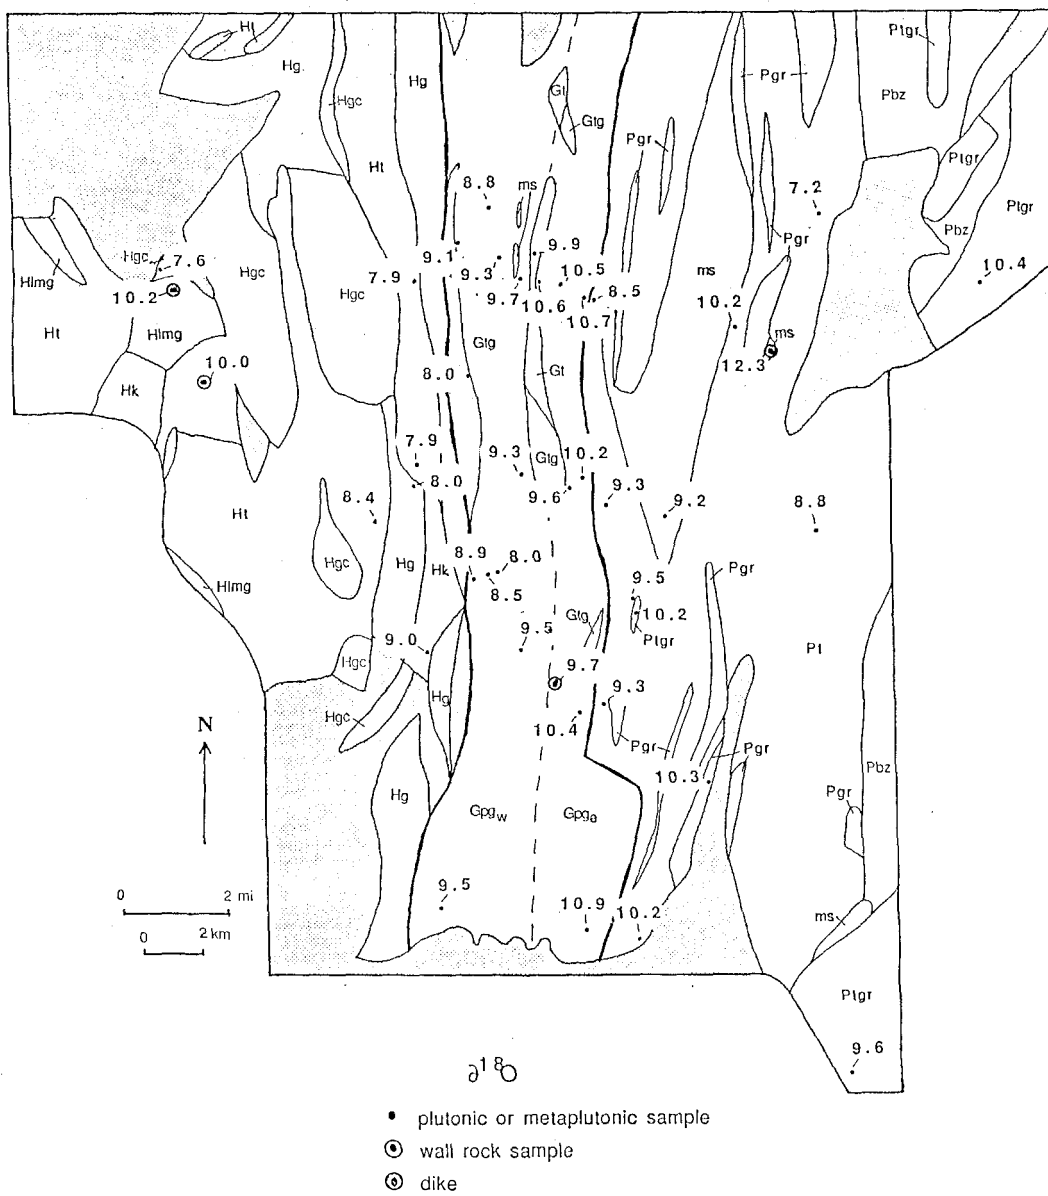 Ht
Ptgr
Hg
Hg
Pgr
Hgc
Gt
Pbz
Gtg
Pgr
Ht
Ptgr
8.8
ms
7.2
Ptgr
Pgr
Pbz
9.1
9.9
Hgc
7.6
9.3
10.5
ms
10.4
Hlmg
Hgc
7.9
9.7
8.5
10.2
10.2
Hgc
10.6
10.7
Ht
Hlmg
Gtg
ms
10.0
12.3
8.0
Gt
Hk
7.9
9.3
Gtg
10.2
8.0
9.6
9.3
9.2
8.8
8.4
Ht
8.9
8.0
Hgc
Hg
Hk
9.5
Pgr
Hlmg
8.5
10.2
9.5
Gtg
Ptgr
9.0
Pt
Hgc
9.7
Hg
9.3
Hgc
10.4
Pgr
Pgr
N
10.3
Pbz
Hg
Pgr
Gpgw
Gpge
9.5
0 2 mi
10.9
10.2
ms
0 2 km
Ptgr
9.6
∂18O
plutonic or metaplutonic sample
wall rock sample
dike